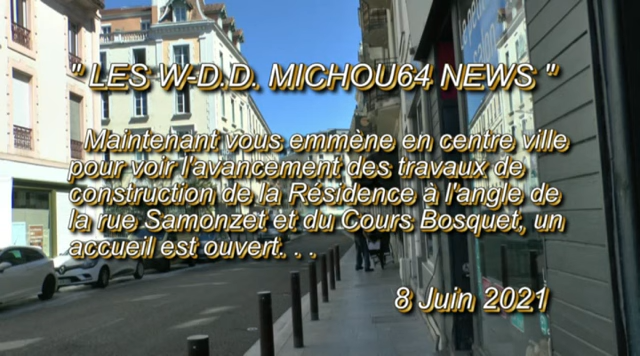 " LES W-D.D. MICHOU64 NEWS "
Maintenant vous emmène en centre ville
pour voir l'avancement des travaux de
construction de la Résidence à l'angle de
la rue Samonzet et du Cours Bosquet, un
accueil est ouvert. . .
8 Juin 2021